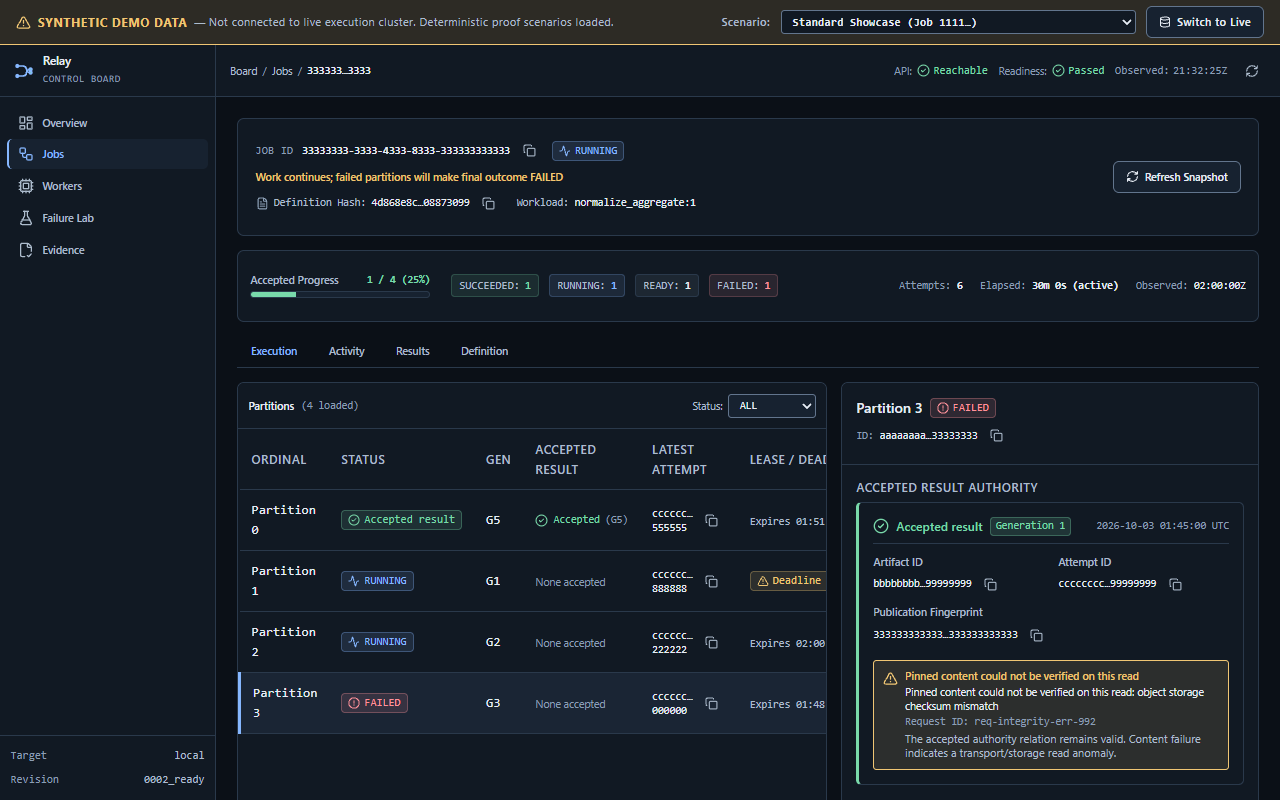 SYNTHETIC DEMO DATA — Not connected to live execution cluster. Deterministic proof scenarios loaded.
Scenario: Standard Showcase (Job 1111…) Switch to Live
Relay
CONTROL BOARD
Board / Jobs / 333333…3333
API: Reachable Readiness: Passed Observed: 21:32:25Z
Overview
Jobs
Workers
Failure Lab
Evidence
JOB ID 33333333-3333-4333-8333-333333333333 RUNNING
Work continues; failed partitions will make final outcome FAILED
Definition Hash: 4d868e8c…08873099 Workload: normalize_aggregate:1
Refresh Snapshot
Accepted Progress 1 / 4 (25%)
SUCCEEDED: 1 RUNNING: 1 READY: 1 FAILED: 1
Attempts: 6 Elapsed: 30m 0s (active) Observed: 02:00:00Z
Execution Activity Results Definition
Partitions (4 loaded) Status: ALL
ORDINAL STATUS GEN ACCEPTED RESULT LATEST ATTEMPT LEASE / DEAD
Partition 0 Accepted result G5 Accepted (G5) cccccc…555555 Expires 01:51
Partition 1 RUNNING G1 None accepted cccccc…888888 Deadline
Partition 2 RUNNING G2 None accepted cccccc…222222 Expires 02:00
Partition 3 FAILED G3 None accepted cccccc…000000 Expires 01:48
Partition 3 FAILED
ID: aaaaaaaa…33333333
ACCEPTED RESULT AUTHORITY
Accepted result Generation 1 2026-10-03 01:45:00 UTC
Artifact ID Attempt ID
bbbbbbbb…99999999 cccccccc…99999999
Publication Fingerprint
333333333333…333333333333
Pinned content could not be verified on this read
Pinned content could not be verified on this read: object storage
checksum mismatch
Request ID: req-integrity-err-992
The accepted authority relation remains valid. Content failure
indicates a transport/storage read anomaly.
Target local
Revision 0002_ready